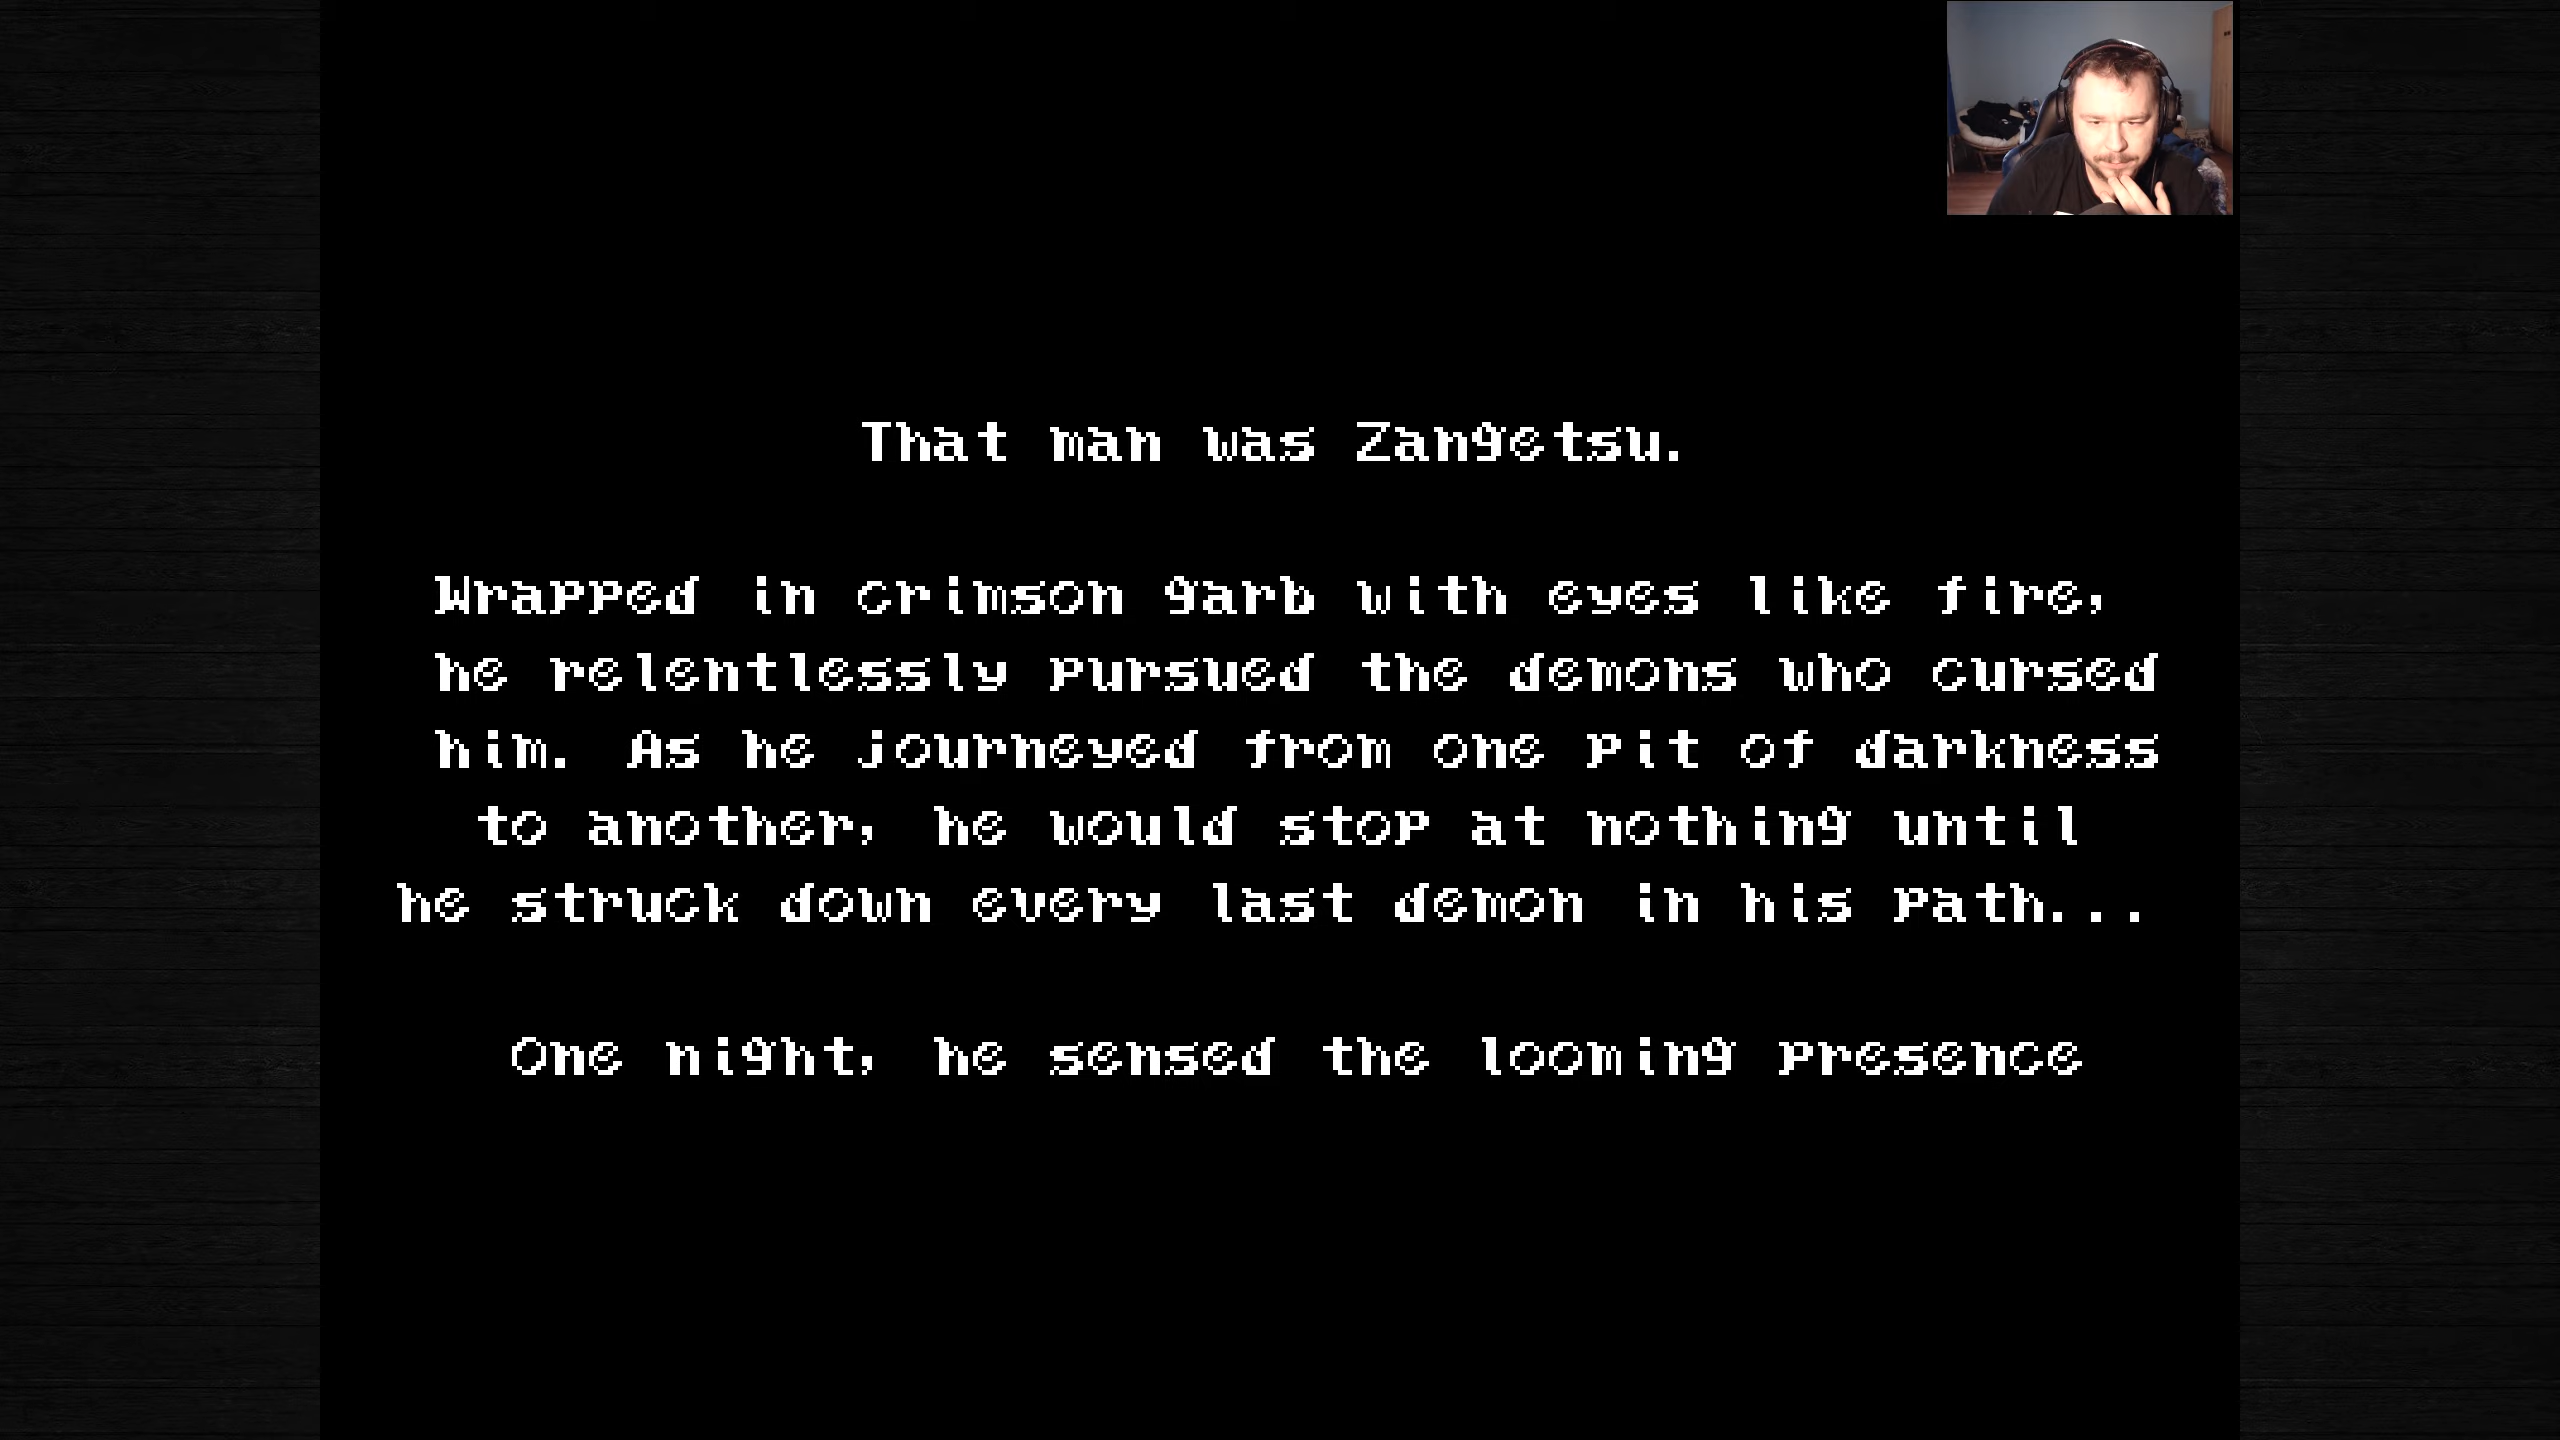 That man was Zangetsu.
Wrapped in crimson garb with eyes like fire,
he relentlessly pursued the demons who cursed
him. As he journeyed from one pit of darkness
to another, he would stop at nothing until
he struck down every last demon in his path...
One night, he sensed the looming presence